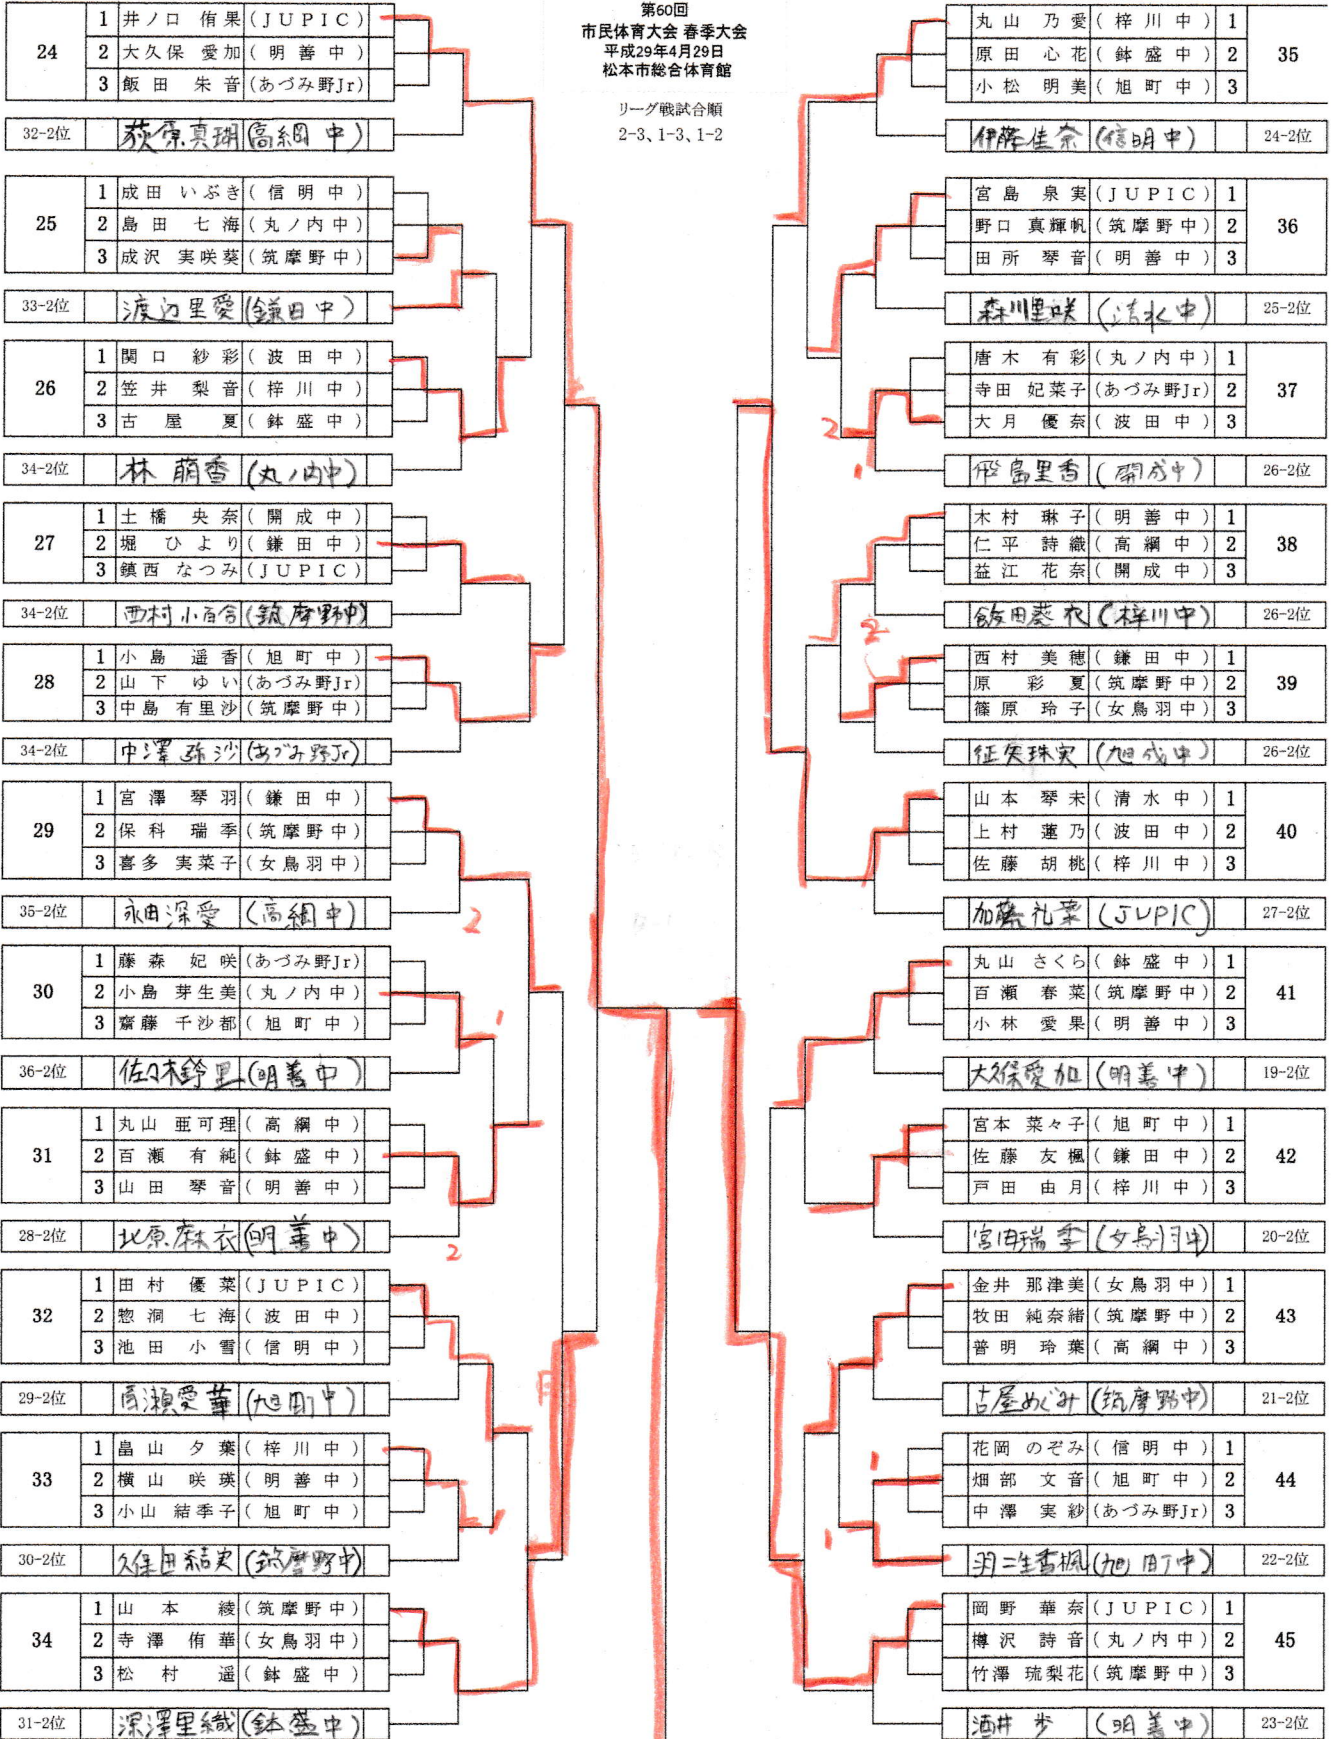 第60回
市民体育大会 春季大会
平成29年4月29日
松本市総合体育館
リーグ戦試合順
2-3、1-3、1-2
24
1 井ノ口 侑果 (JUPIC)
2 大久保 愛加 (明善中)
3 飯田 朱音 (あづみ野Jr)
32-2位 荻原真瑚 (高綱中)
25
1 成田 いぶき (信明中)
2 島田 七海 (丸ノ内中)
3 成沢 実咲葵 (筑摩野中)
33-2位 渡辺里愛 (鎌田中)
26
1 関口 紗彩 (波田中)
2 笠井 梨音 (梓川中)
3 古屋 夏 (鉢盛中)
34-2位 林 萌香 (丸ノ内中)
27
1 土橋 央奈 (開成中)
2 堀 ひより (鎌田中)
3 鎮西 なつみ (JUPIC)
34-2位 西村小百合 (筑摩野中)
28
1 小島 遥香 (旭町中)
2 山下 ゆい (あづみ野Jr)
3 中島 有里沙 (筑摩野中)
34-2位 中澤弥沙 (あづみ野Jr)
29
1 宮澤 琴羽 (鎌田中)
2 保科 瑞季 (筑摩野中)
3 喜多 実菜子 (女鳥羽中)
35-2位 永田深愛 (高綱中)
2
30
1 藤森 妃咲 (あづみ野Jr)
2 小島 芽生美 (丸ノ内中)
3 齋藤 千沙都 (旭町中)
1
36-2位 佐々木鈴里 (明善中)
31
1 丸山 亜可理 (高綱中)
2 百瀬 有純 (鉢盛中)
3 山田 琴音 (明善中)
28-2位 北原麻衣 (明善中)
2
32
1 田村 優菜 (JUPIC)
2 惣洞 七海 (波田中)
3 池田 小雪 (信明中)
29-2位 百瀬愛華 (旭町中)
33
1 畠山 夕葉 (梓川中)
2 横山 咲瑛 (明善中)
3 小山 結季子 (旭町中)
1
30-2位 久保田結実 (筑摩野中)
34
1 山本 綾 (筑摩野中)
2 寺澤 侑華 (女鳥羽中)
3 松村 遥 (鉢盛中)
31-2位 深澤里織 (鉢盛中)
丸山 乃愛 (梓川中) 1
原田 心花 (鉢盛中) 2
小松 明美 (旭町中) 3
35
伊藤佳奈 (信明中) 24-2位
宮島 泉実 (JUPIC) 1
野口 真輝帆 (筑摩野中) 2
田所 琴音 (明善中) 3
36
森川里咲 (清水中) 25-2位
唐木 有彩 (丸ノ内中) 1
寺田 妃菜子 (あづみ野Jr) 2
大月 優奈 (波田中) 3
37
2
1
飛島里香 (開成中) 26-2位
木村 琳子 (明善中) 1
仁平 詩織 (高綱中) 2
益江 花奈 (開成中) 3
38
飯田葵衣 (梓川中) 26-2位
2
西村 美穂 (鎌田中) 1
原 彩夏 (筑摩野中) 2
篠原 玲子 (女鳥羽中) 3
39
征矢珠実 (旭成中) 26-2位
山本 琴未 (清水中) 1
上村 蓮乃 (波田中) 2
佐藤 胡桃 (梓川中) 3
40
加藤礼菜 (JUPIC) 27-2位
丸山 さくら (鉢盛中) 1
百瀬 春菜 (筑摩野中) 2
小林 愛果 (明善中) 3
41
大久保愛加 (明善中) 19-2位
宮本 菜々子 (旭町中) 1
佐藤 友楓 (鎌田中) 2
戸田 由月 (梓川中) 3
42
宮田瑞季 (女鳥羽中) 20-2位
金井 那津美 (女鳥羽中) 1
牧田 純奈緒 (筑摩野中) 2
普明 玲葉 (高綱中) 3
43
古屋めぐみ (筑摩野中) 21-2位
花岡 のぞみ (信明中) 1
畑部 文音 (旭町中) 2
中澤 実紗 (あづみ野Jr) 3
44
1
1
羽二生香楓 (旭町中) 22-2位
岡野 華奈 (JUPIC) 1
樽沢 詩音 (丸ノ内中) 2
竹澤 琉梨花 (筑摩野中) 3
45
酒井歩 (明善中) 23-2位